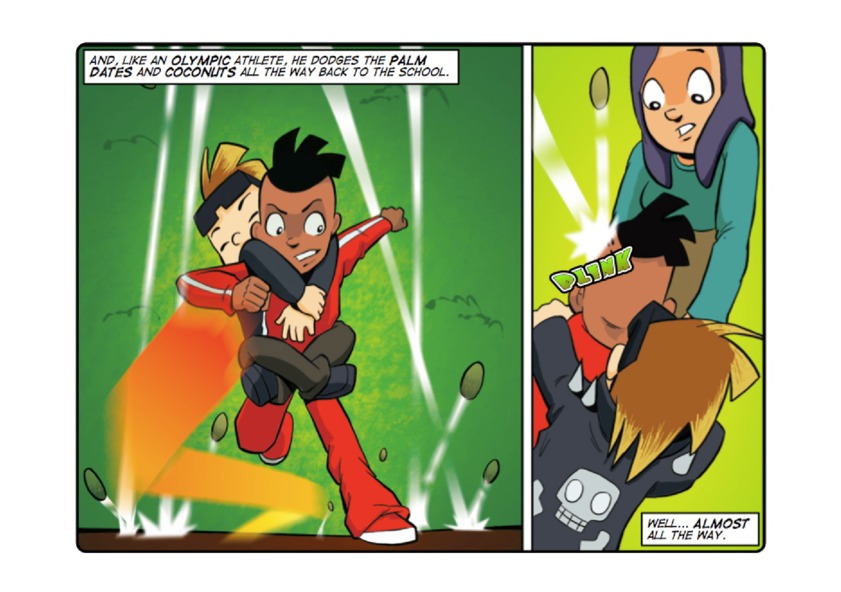 AND, LIKE AN OLYMPIC ATHLETE, HE DODGES THE PALM
DATES AND COCONUTS ALL THE WAY BACK TO THE SCHOOL.
PLINK
WELL... ALMOST
ALL THE WAY.